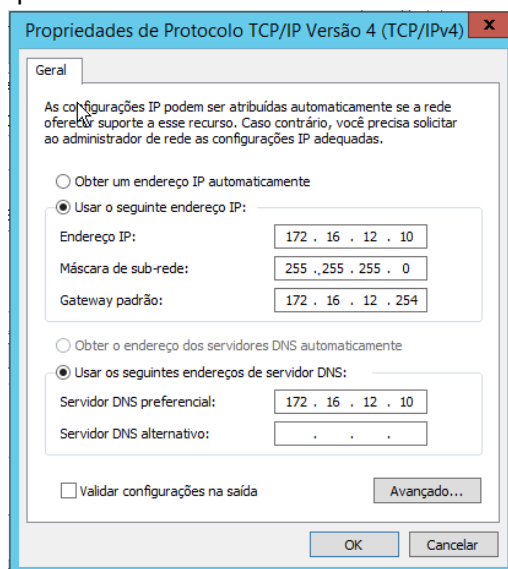 Propriedades de Protocolo TCP/IP Versão 4 (TCP/IPv4)
x
Geral
As configurações IP podem ser atribuídas automaticamente se a rede
oferecer suporte a esse recurso. Caso contrário, você precisa solicitar
ao administrador de rede as configurações IP adequadas.
Obter um endereço IP automaticamente
Usar o seguinte endereço IP:
Endereço IP: 172 . 16 . 12 . 10
Máscara de sub-rede: 255 . 255 . 255 . 0
Gateway padrão: 172 . 16 . 12 . 254
Obter o endereço dos servidores DNS automaticamente
Usar os seguintes endereços de servidor DNS:
Servidor DNS preferencial: 172 . 16 . 12 . 10
Servidor DNS alternativo: . . .
Validar configurações na saída Avançado...
OK Cancelar